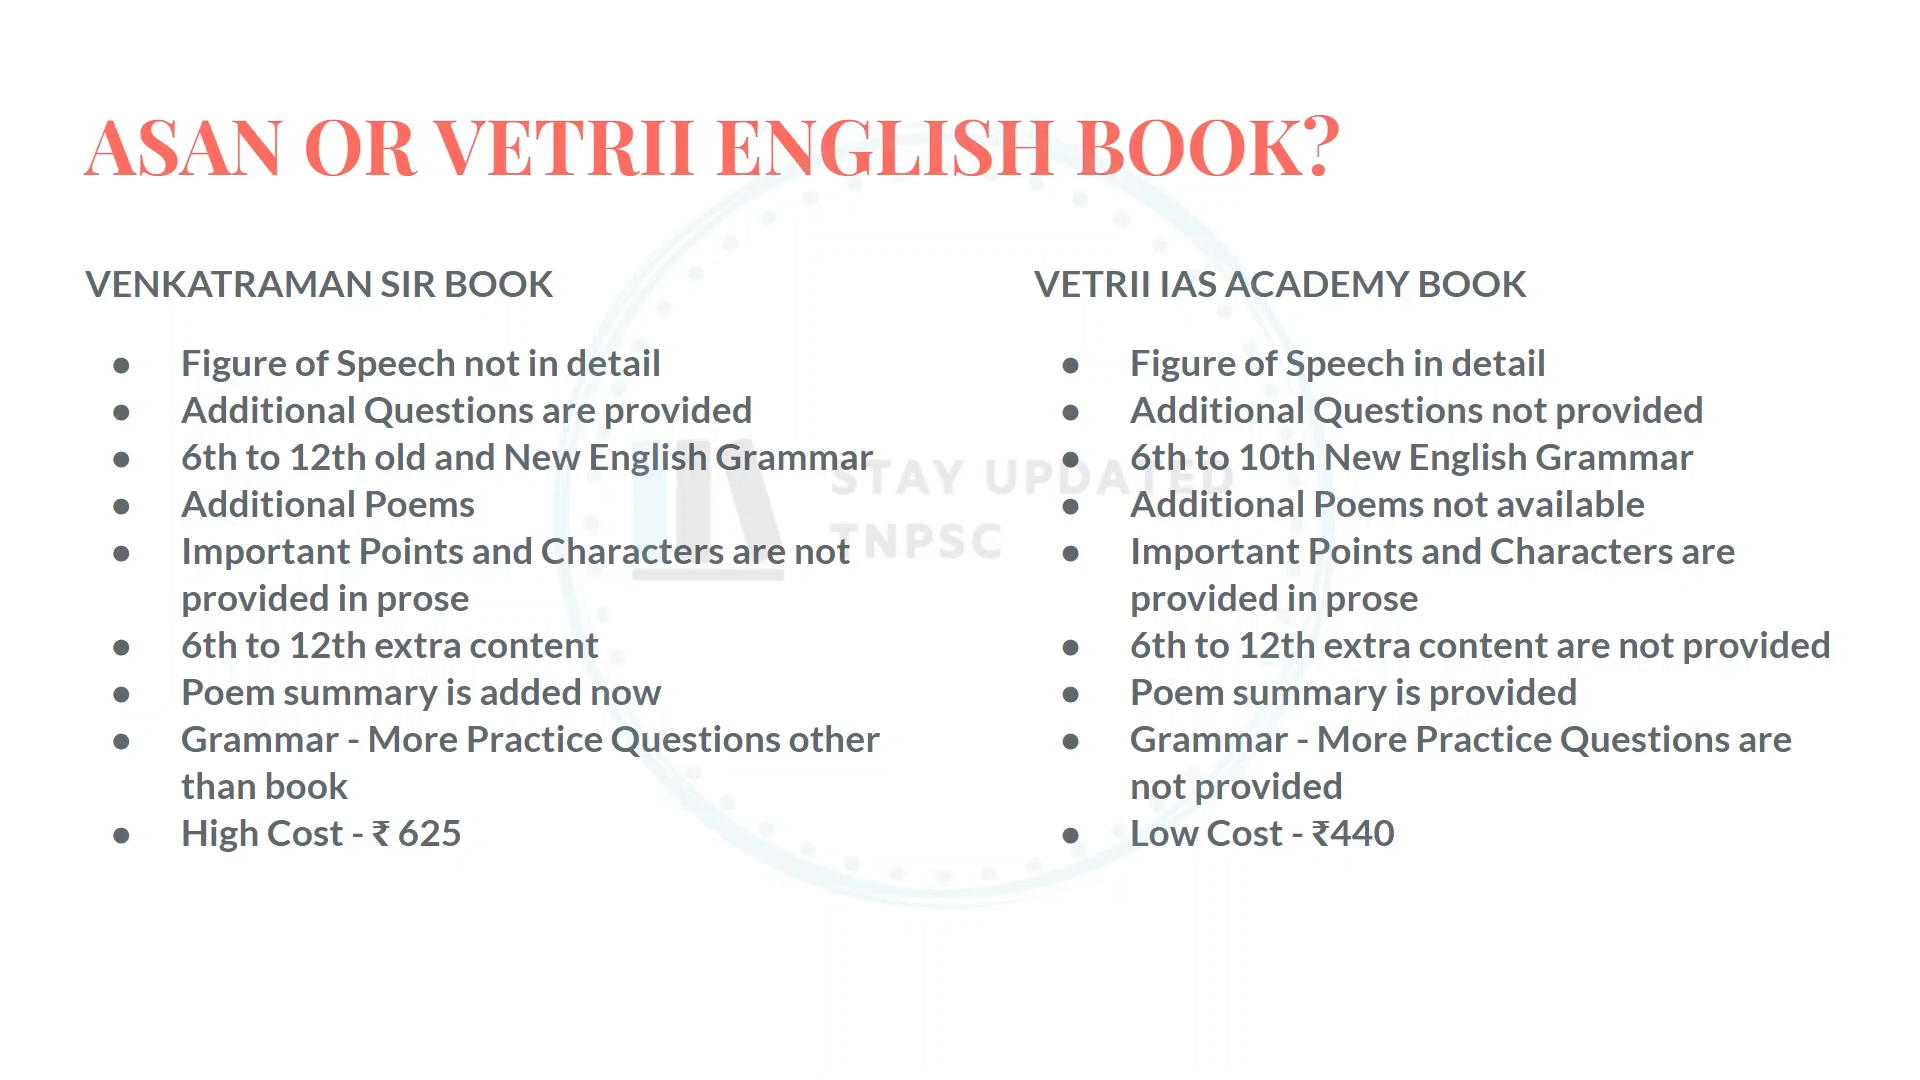 ASAN OR VETRII ENGLISH BOOK?
VENKATRAMAN SIR BOOK
● Figure of Speech not in detail
● Additional Questions are provided
● 6th to 12th old and New English Grammar
● Additional Poems
● Important Points and Characters are not
provided in prose
● 6th to 12th extra content
● Poem summary is added now
● Grammar - More Practice Questions other
than book
● High Cost - ₹ 625
VETRII IAS ACADEMY BOOK
● Figure of Speech in detail
● Additional Questions not provided
● 6th to 10th New English Grammar
● Additional Poems not available
● Important Points and Characters are
provided in prose
● 6th to 12th extra content are not provided
● Poem summary is provided
● Grammar - More Practice Questions are
not provided
● Low Cost - ₹440
STAY UPDATED
TNPSC